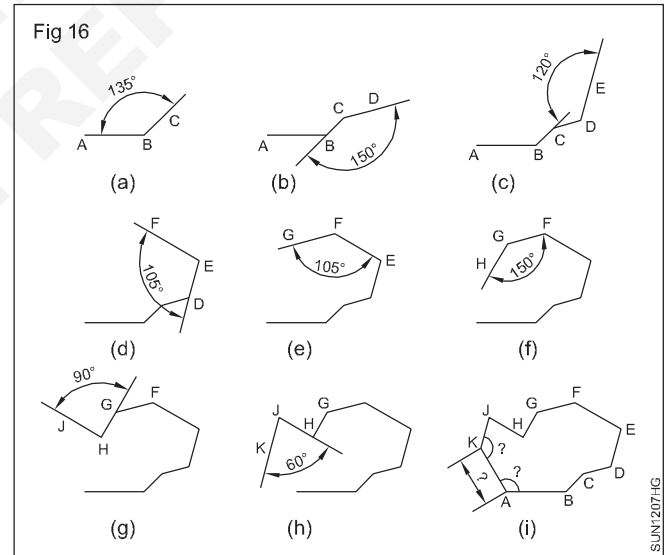 Fig 16
135°
A
B
C
(a)
A
B
C
D
150°
(b)
120°
A
B
C
D
E
(c)
F
E
D
105°
(d)
G
F
E
105°
(e)
G
F
H
150°
(f)
90°
F
G
J
H
(g)
J
G
F
H
K
60°
(h)
J
G
F
H
E
K
?
?
?
D
C
A
B
(i)
SUN1207HG